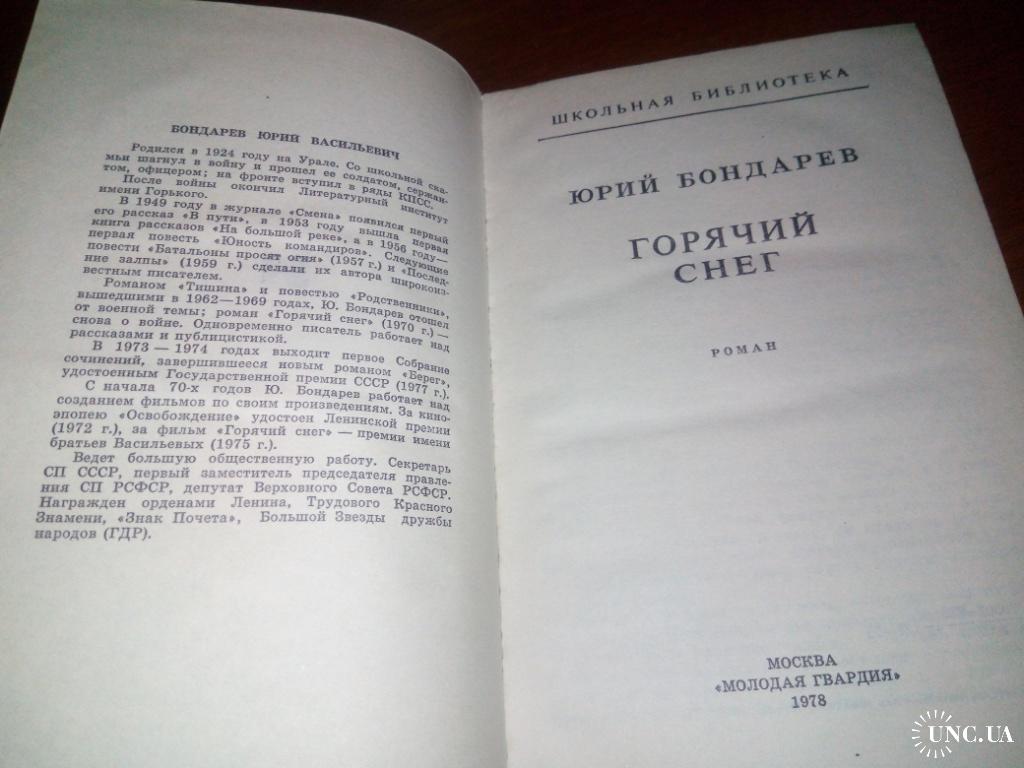 БОНДАРЕВ ЮРИЙ ВАСИЛЬЕВИЧ
Родился в 1924 году на Урале. Со школьной ска-
мьи шагнул в войну и прошел ее солдатом, сержан-
том, офицером; на фронте вступил в ряды КПСС.
После войны окончил Литературный институт
имени Горького.
В 1949 году в журнале «Смена» появился первый
его рассказ «В пути», в 1953 году вышла первая
книга рассказов «На большой реке», а в 1956 году—
первая повесть «Юность командиров». Следующие
повести «Батальоны просят огня» (1957 г.) и «Послед-
ние залпы» (1959 г.) сделали их автора широкоиз-
вестным писателем.
Романом «Тишина» и повестью «Родственники»,
вышедшими в 1962—1969 годах, Ю. Бондарев отошел
от военной темы; роман «Горячий снег» (1970 г.) —
снова о войне. Одновременно писатель работает над
рассказами и публицистикой.
В 1973 — 1974 годах выходит первое Собрание
сочинений, завершившееся новым романом «Берег»,
удостоенным Государственной премии СССР (1977 г.).
С начала 70-х годов Ю. Бондарев работает над
созданием фильмов по своим произведениям. За кино-
эпопею «Освобождение» удостоен Ленинской премии
(1972 г.), за фильм «Горячий снег» — премии имени
братьев Васильевых (1975 г.).
Ведет большую общественную работу. Секретарь
СП СССР, первый заместитель председателя правле-
ния СП РСФСР, депутат Верховного Совета РСФСР.
Награжден орденами Ленина, Трудового Красного
Знамени, «Знак Почета», Большой Звезды дружбы
народов (ГДР).
ШКОЛЬНАЯ БИБЛИОТЕКА
ЮРИЙ БОНДАРЕВ
ГОРЯЧИЙ
СНЕГ
РОМАН
МОСКВА
«МОЛОДАЯ ГВАРДИЯ»
1978
UNC.UA